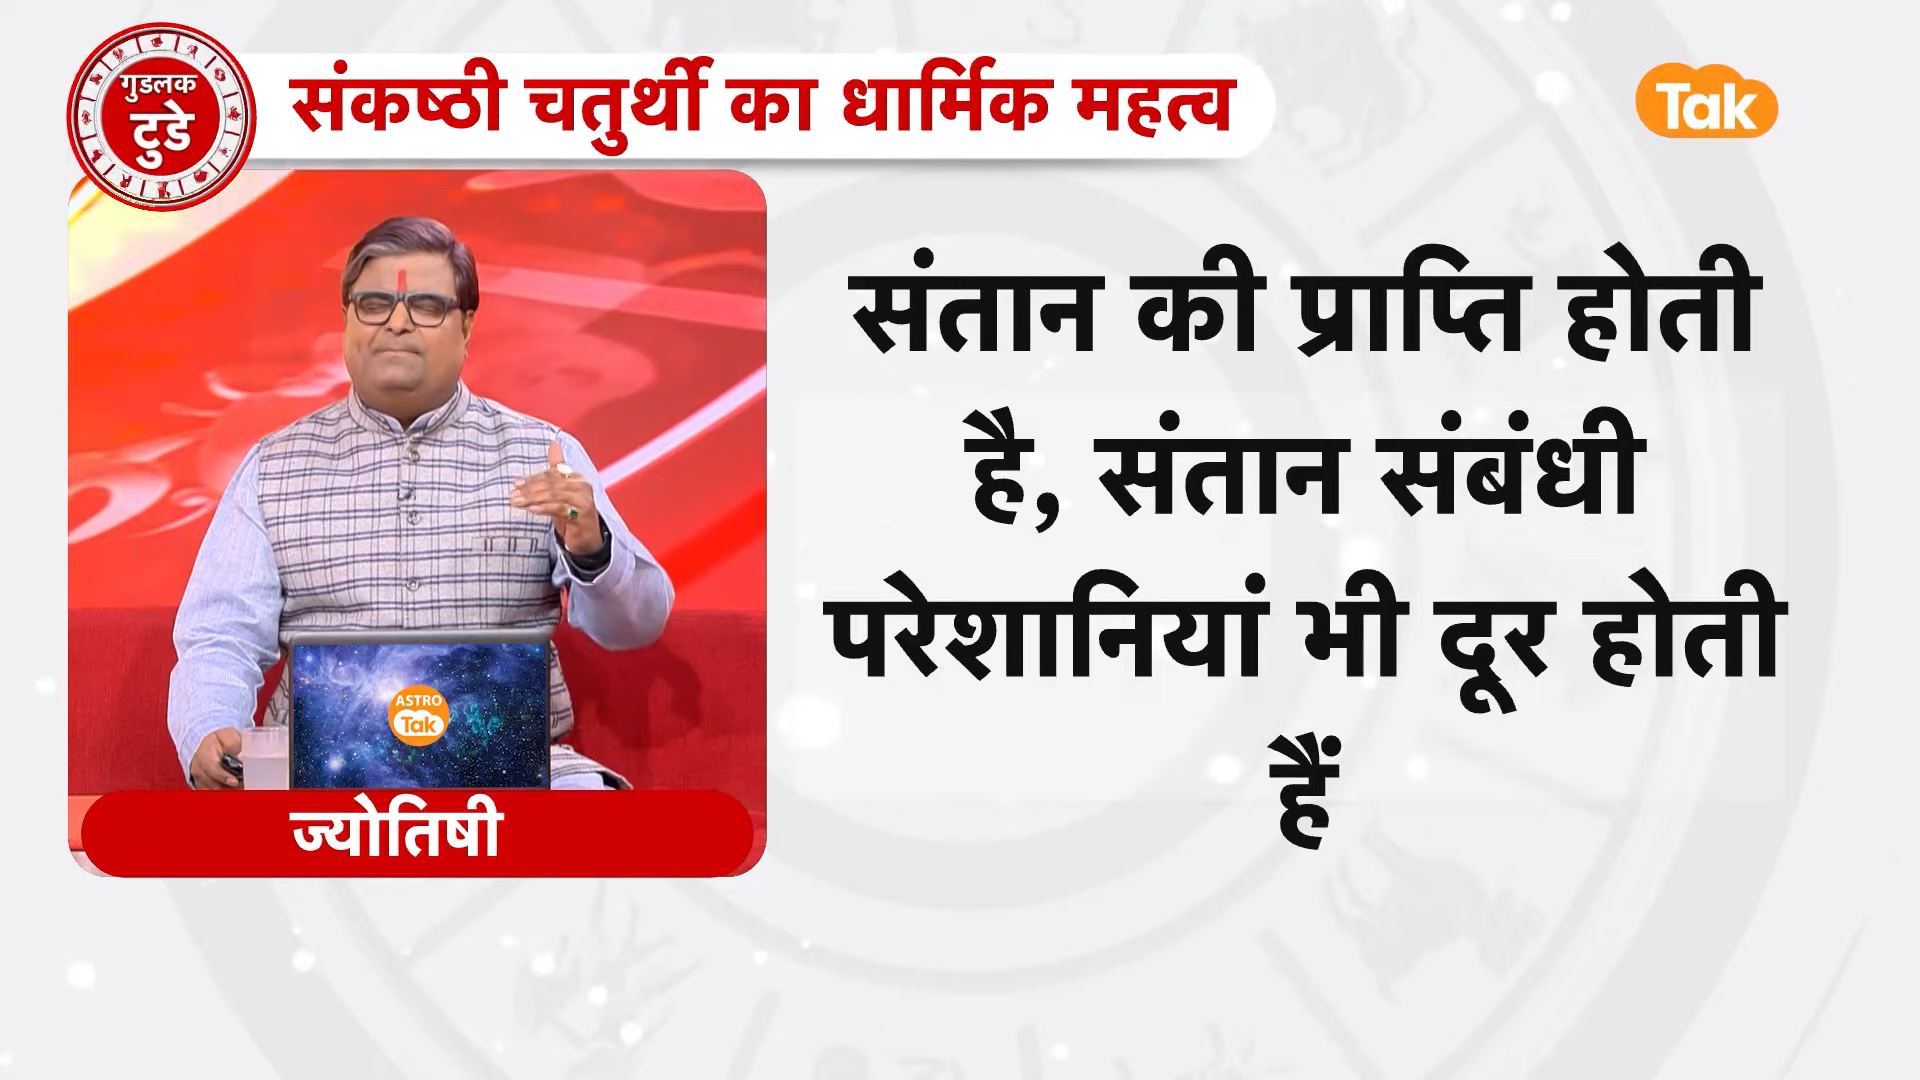 गुडलक
टुडे
संकष्ठी चतुर्थी का धार्मिक महत्व
Tak
संतान की प्राप्ति होती
है, संतान संबंधी
परेशानियां भी दूर होती
हैं
ASTRO
Tak
ज्योतिषी